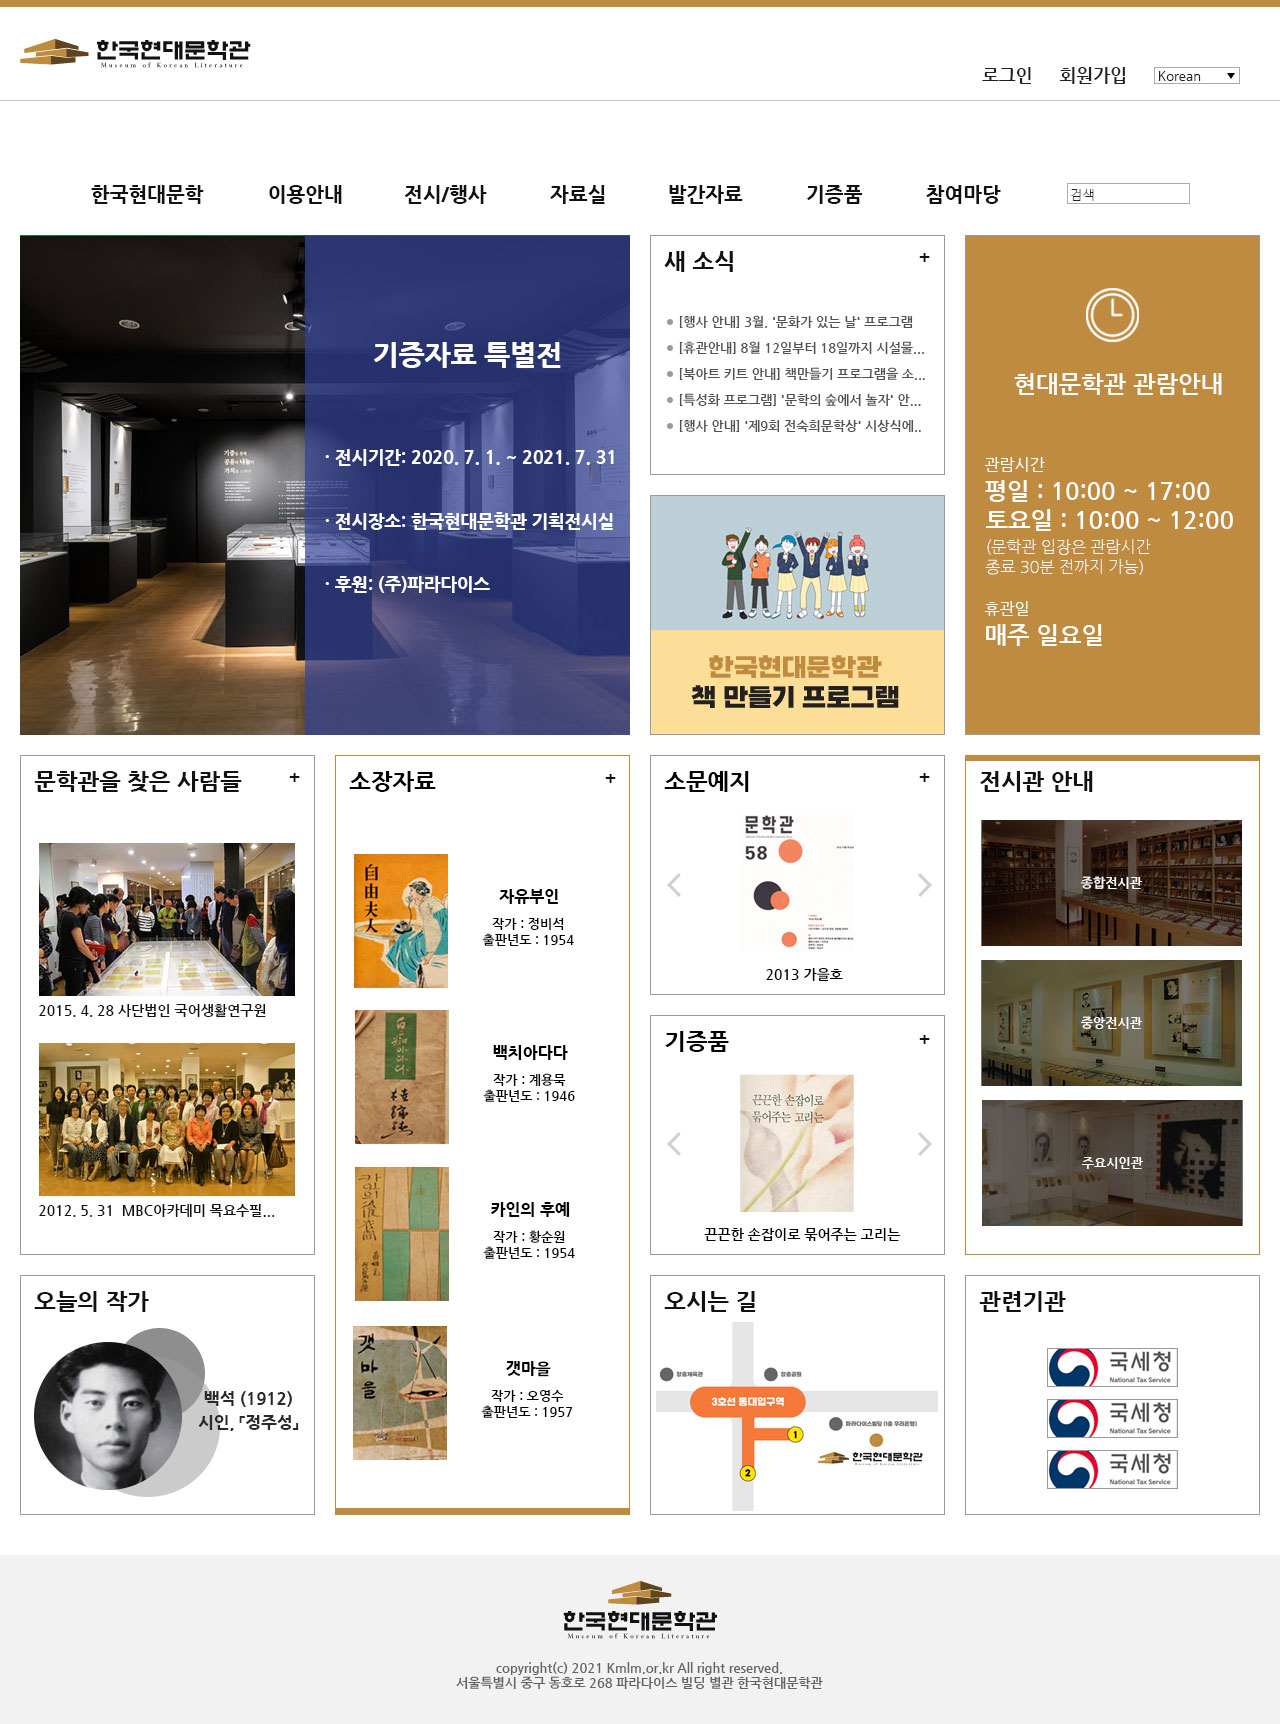 한국현대문학관
Museum of Korean Literature
로그인 회원가입 Korean
한국현대문학 이용안내 전시/행사 자료실 발간자료 기증품 참여마당 검색
기증자료 특별전
· 전시기간: 2020. 7. 1. ~ 2021. 7. 31
· 전시장소: 한국현대문학관 기획전시실
· 후원: (주)파라다이스
새 소식 +
[행사 안내] 3월, '문화가 있는 날' 프로그램
[휴관안내] 8월 12일부터 18일까지 시설물...
[북아트 키트 안내] 책만들기 프로그램을 소...
[특성화 프로그램] '문학의 숲에서 놀자' 안...
[행사 안내] '제9회 전숙희문학상' 시상식에..
한국현대문학관
책 만들기 프로그램
현대문학관 관람안내
관람시간
평일 : 10:00 ~ 17:00
토요일 : 10:00 ~ 12:00
(문학관 입장은 관람시간
종료 30분 전까지 가능)
휴관일
매주 일요일
문학관을 찾은 사람들 +
2015. 4. 28 사단법인 국어생활연구원
2012. 5. 31 MBC아카데미 목요수필...
소장자료 +
自由夫人
자유부인
작가 : 정비석
출판년도 : 1954
백치아다다
작가 : 계용묵
출판년도 : 1946
카인의 후예
작가 : 황순원
출판년도 : 1954
갯마을
갯마을
작가 : 오영수
출판년도 : 1957
소문예지 +
문학관
58
2013 가을호
기증품 +
끈끈한 손잡이로
묶어주는 고리는
끈끈한 손잡이로 묶어주는 고리는
전시관 안내
종합전시관
중앙전시관
주요시인관
오늘의 작가
백석 (1912)
시인, 「정주성」
오시는 길
장충체육관 장충공원
3호선 동대입구역
파라다이스빌딩 (1층 우리은행)
1
한국현대문학관
2
관련기관
국세청
National Tax Service
국세청
National Tax Service
국세청
National Tax Service
한국현대문학관
Museum of Korean Literature
copyright(c) 2021 Kmlm.or.kr All right reserved.
서울특별시 중구 동호로 268 파라다이스 빌딩 별관 한국현대문학관